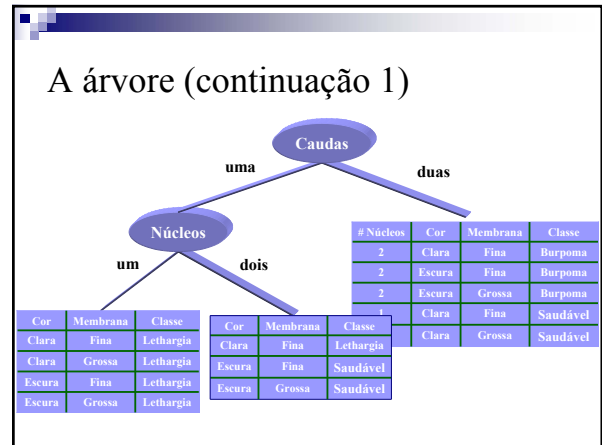 A árvore (continuação 1)
Caudas
uma
duas
Núcleos
um
dois
# Núcleos Cor Membrana Classe
2 Clara Fina Burpoma
2 Escura Fina Burpoma
2 Escura Grossa Burpoma
1 Clara Fina Saudável
Clara Grossa Saudável
Cor Membrana Classe
Clara Fina Lethargia
Clara Grossa Lethargia
Escura Fina Lethargia
Escura Grossa Lethargia
Cor Membrana Classe
Clara Fina Lethargia
Escura Fina Saudável
Escura Grossa Saudável